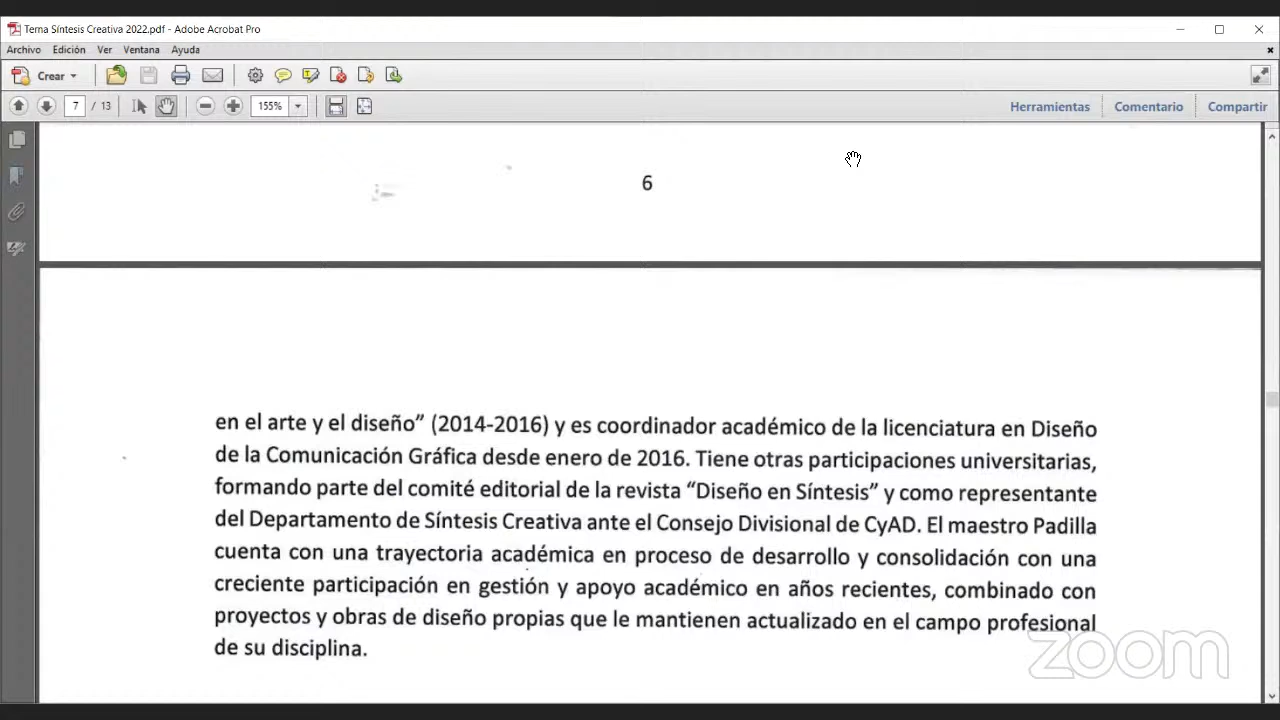 Tema Síntesis Creativa 2022.pdf - Adobe Acrobat Pro
Archivo Edición Ver Ventana Ayuda
Crear
7 / 13 155% Herramientas Comentario Compartir
6
en el arte y el diseño” (2014-2016) y es coordinador académico de la licenciatura en Diseño
de la Comunicación Gráfica desde enero de 2016. Tiene otras participaciones universitarias,
formando parte del comité editorial de la revista “Diseño en Síntesis” y como representante
del Departamento de Síntesis Creativa ante el Consejo Divisional de CyAD. El maestro Padilla
cuenta con una trayectoria académica en proceso de desarrollo y consolidación con una
creciente participación en gestión y apoyo académico en años recientes, combinado con
proyectos y obras de diseño propias que le mantienen actualizado en el campo profesional
de su disciplina.
zoom